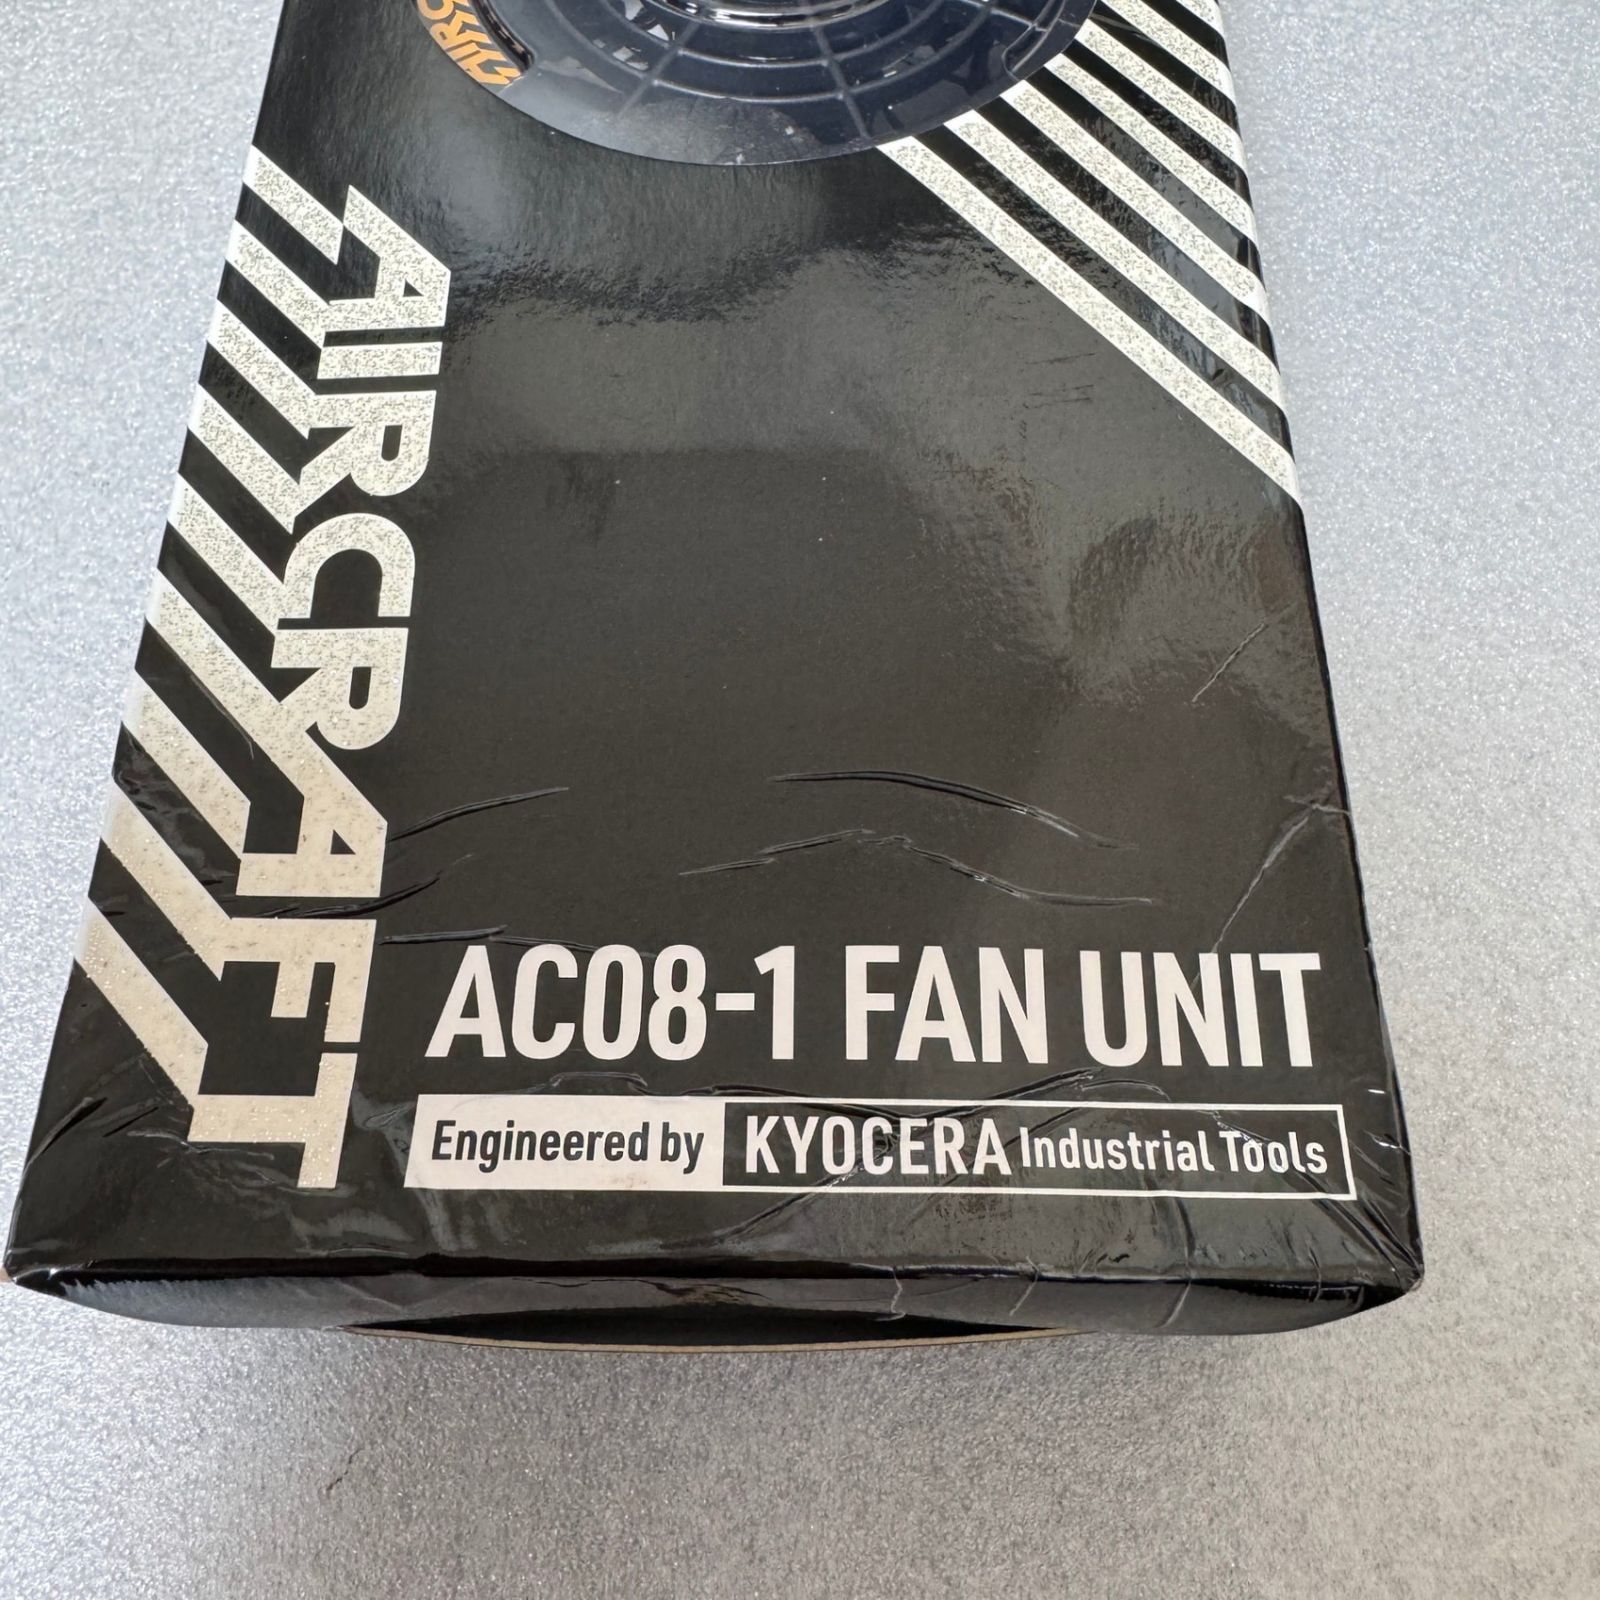 AIRCRAFT
AC08-1 FAN UNIT
Engineered by KYOCERA Industrial Tools